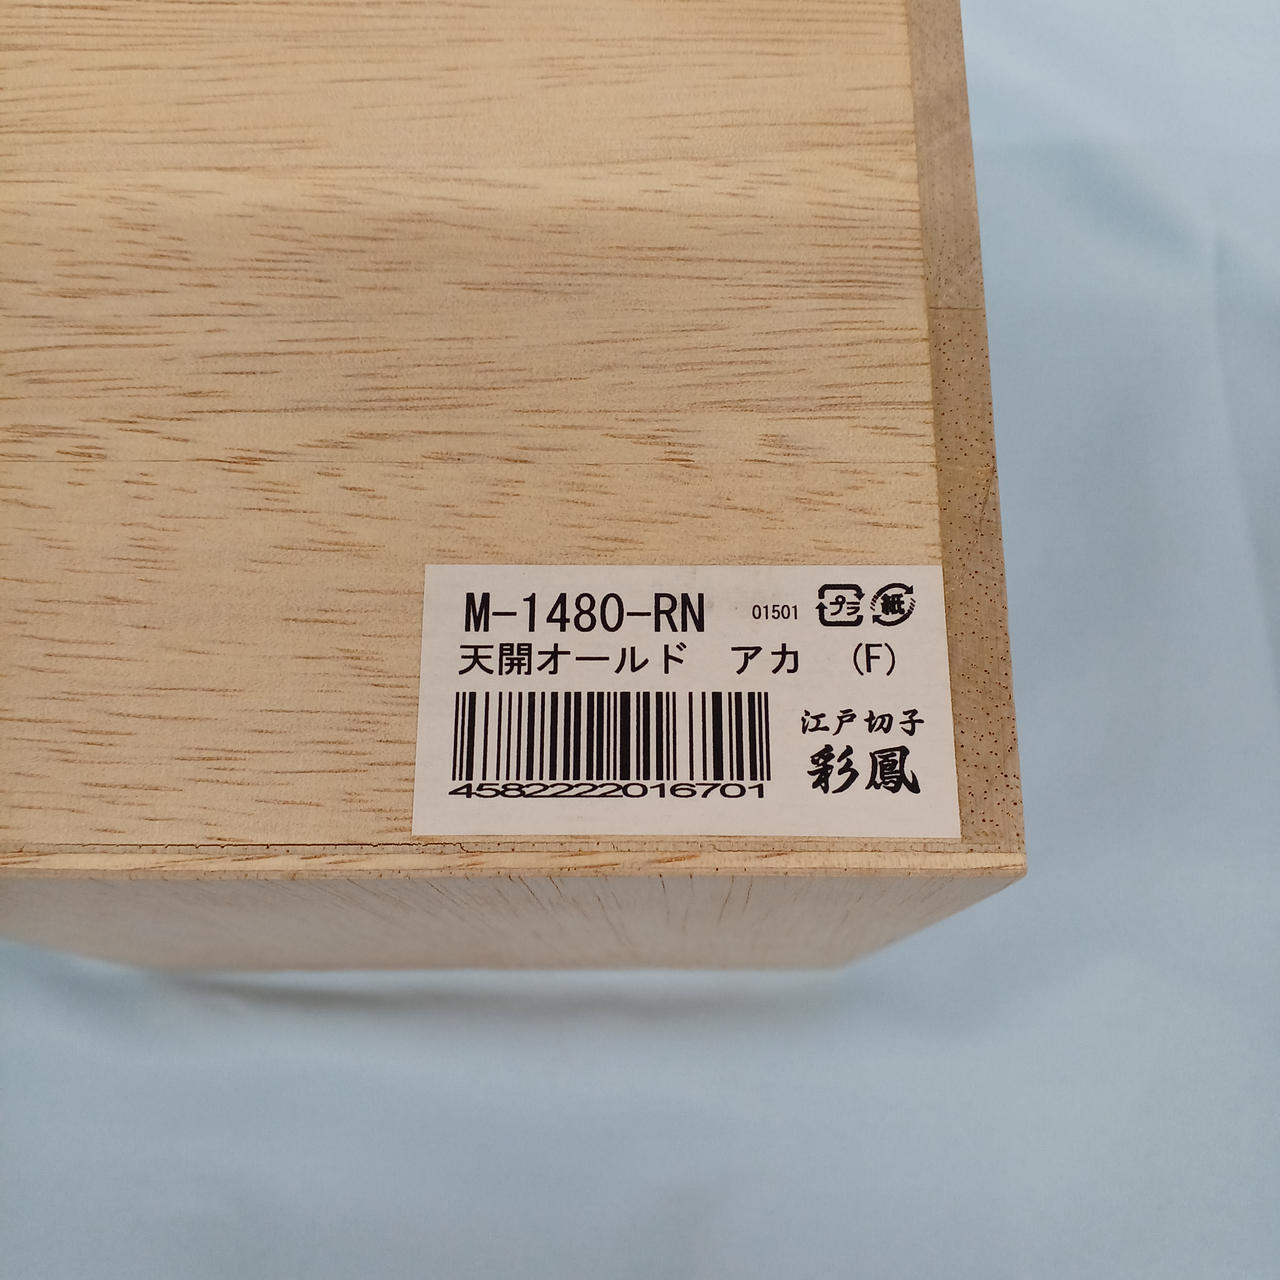 M-1480-RN 01501 プラ 紙
天開オールド アカ (F)
4582222016701
江戸切子
彩鳳